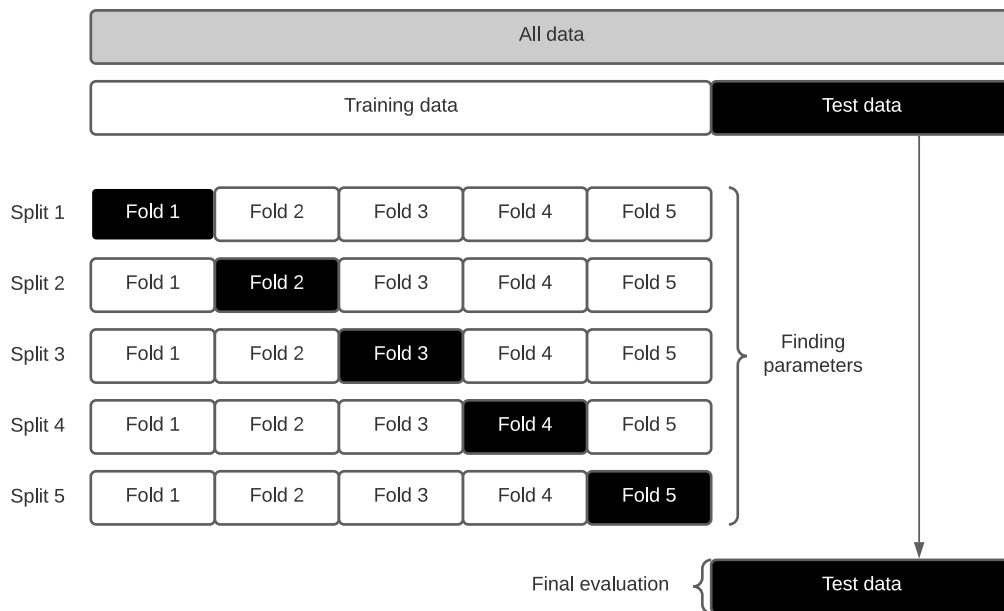 All data
Training data Test data
Split 1 Fold 1 Fold 2 Fold 3 Fold 4 Fold 5
Split 2 Fold 1 Fold 2 Fold 3 Fold 4 Fold 5
Split 3 Fold 1 Fold 2 Fold 3 Fold 4 Fold 5
Finding
parameters
Split 4 Fold 1 Fold 2 Fold 3 Fold 4 Fold 5
Split 5 Fold 1 Fold 2 Fold 3 Fold 4 Fold 5
Final evaluation Test data